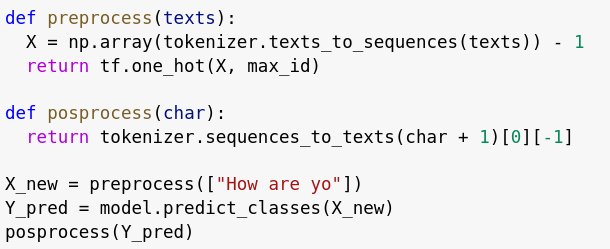 def preprocess(texts):
  X = np.array(tokenizer.texts_to_sequences(texts)) - 1
  return tf.one_hot(X, max_id)

def posprocess(char):
  return tokenizer.sequences_to_texts(char + 1)[0][-1]

X_new = preprocess(["How are yo"])
Y_pred = model.predict_classes(X_new)
posprocess(Y_pred)